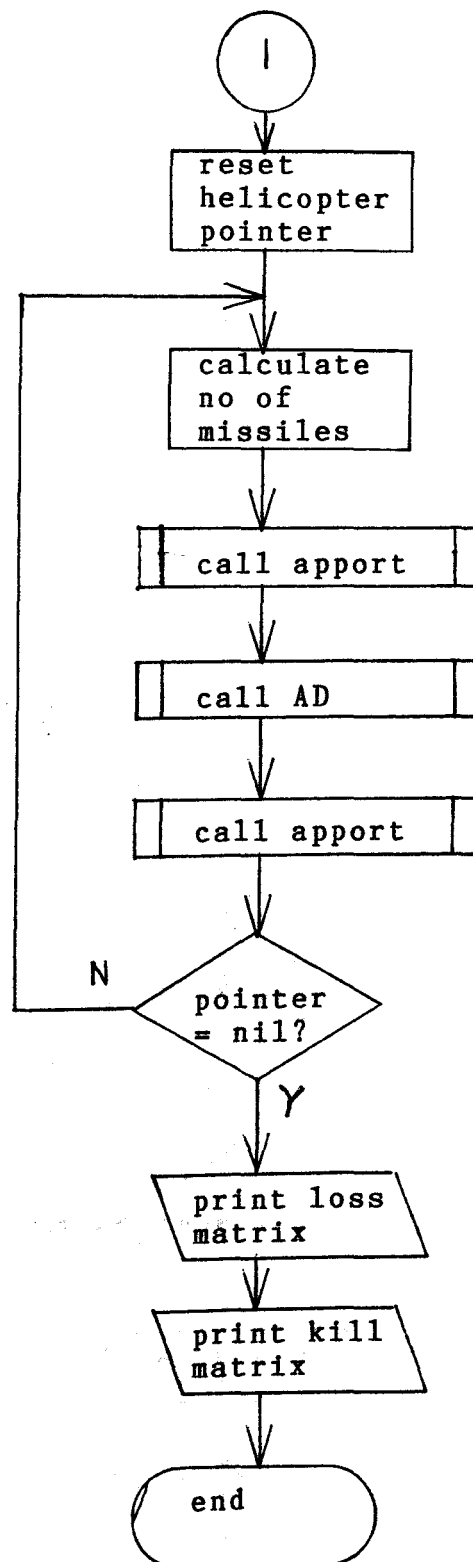 1
reset
helicopter
pointer
calculate
no of
missiles
call apport
call AD
call apport
N
pointer
= nil?
Y
print loss
matrix
print kill
matrix
end